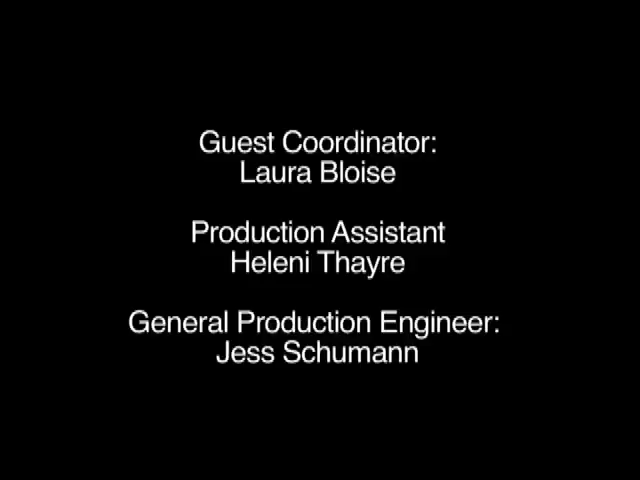 Guest Coordinator:
Laura Bloise
Production Assistant
Heleni Thayre
General Production Engineer:
Jess Schumann